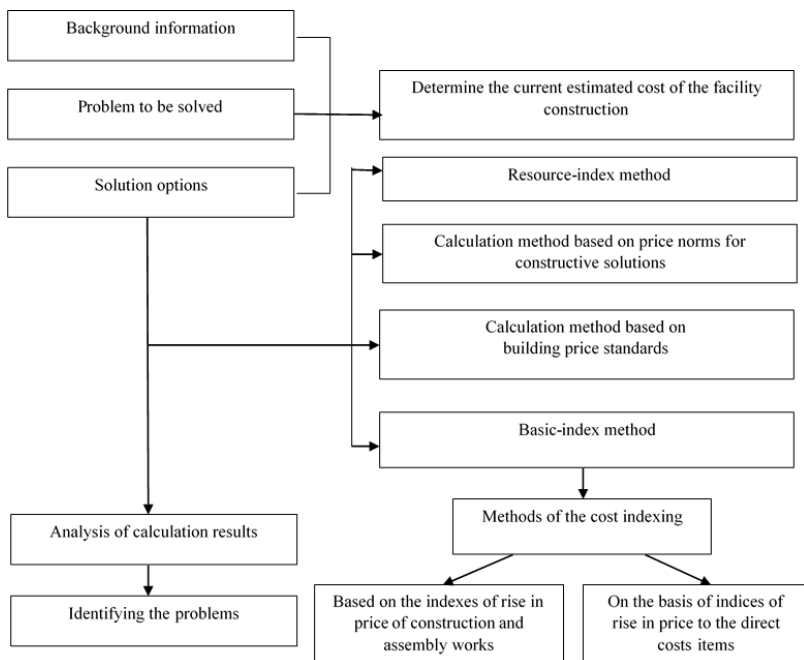 Background information
Problem to be solved
Determine the current estimated cost of the facility
construction
Solution options
Resource-index method
Calculation method based on price norms for
constructive solutions
Calculation method based on
building price standards
Basic-index method
Analysis of calculation results
Methods of the cost indexing
Identifying the problems
Based on the indexes of rise in
price of construction and
assembly works
On the basis of indices of
rise in price to the direct
costs items